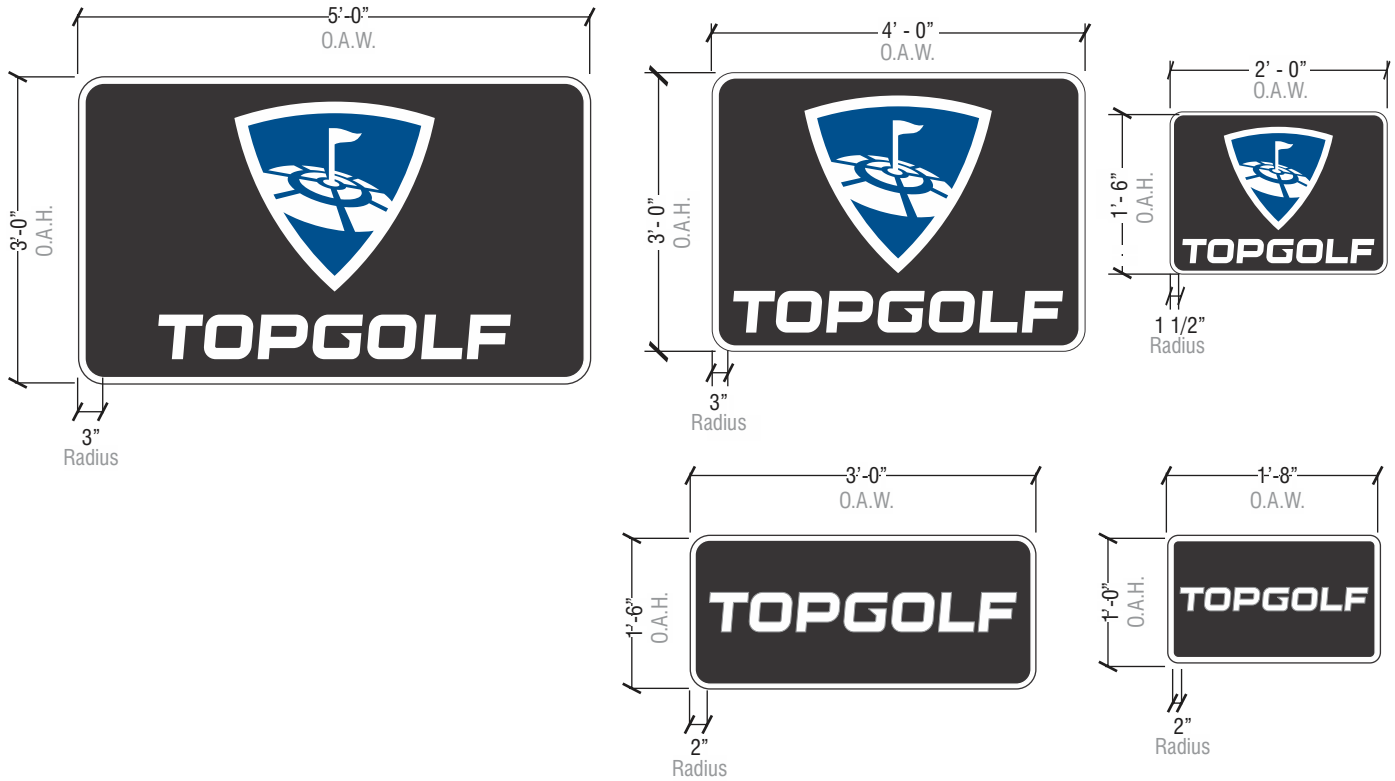 5'-0”
O.A.W.
3'-0”
O.A.H.
TOPGOLF
3”
Radius
4’ - 0”
O.A.W.
3’ - 0”
O.A.H.
TOPGOLF
3”
Radius
2’ - 0”
O.A.W.
1’ - 6”
O.A.H.
TOPGOLF
1 1/2”
Radius
3’-0”
O.A.W.
1’-6”
O.A.H.
TOPGOLF
2”
Radius
1’-8”
O.A.W.
1’-0”
O.A.H.
TOPGOLF
2”
Radius